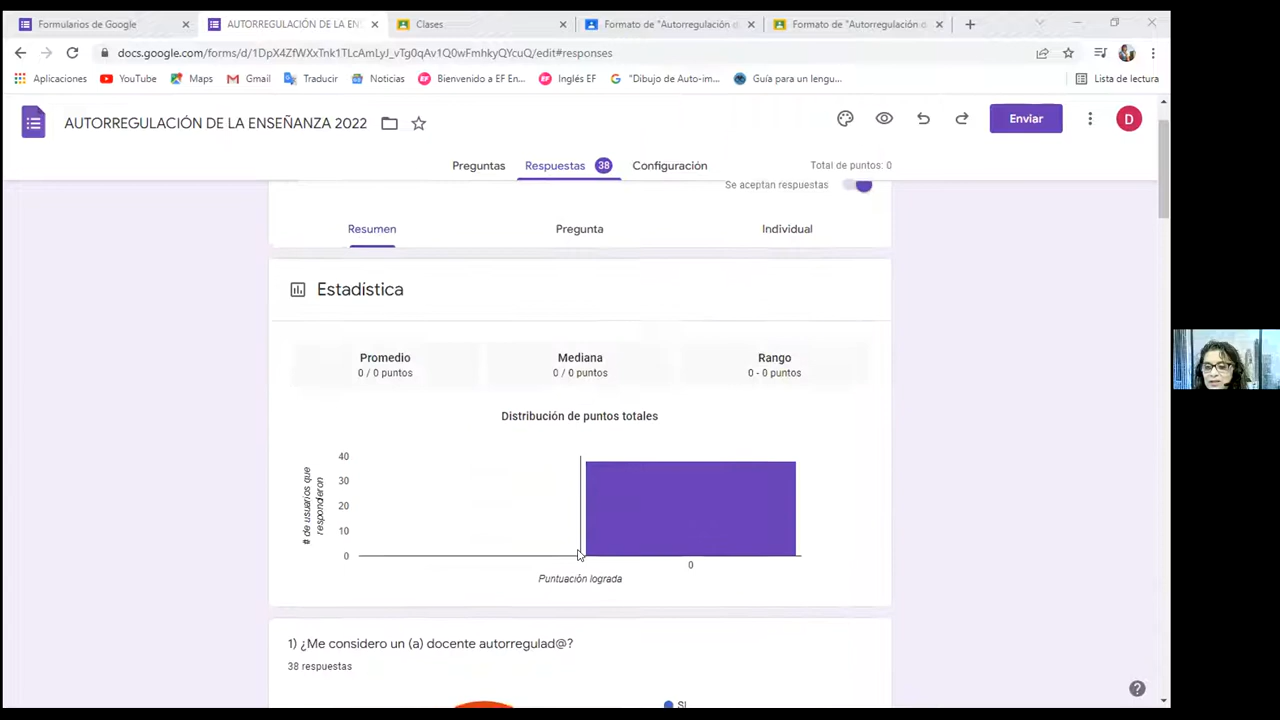 Formularios de Google
AUTORREGULACIÓN DE LA EN
Clases
Formato de "Autorregulación d
Formato de "Autorregulación d
docs.google.com/forms/d/1DpX4ZfWXxTnk1TLcAmLyJ_vTg0qAv1Q0wFmhkyQYcuQ/edit#responses
Aplicaciones
YouTube
Maps
Gmail
Traducir
Noticias
Bienvenido a EF En...
Inglés EF
"Dibujo de Auto-im...
Guía para un lengu...
Lista de lectura
AUTORREGULACIÓN DE LA ENSEÑANZA 2022
Enviar
D
Preguntas
Respuestas 38
Configuración
Total de puntos: 0
Se aceptan respuestas
Resumen
Pregunta
Individual
Estadística
Promedio
0 / 0 puntos
Mediana
0 / 0 puntos
Rango
0 - 0 puntos
Distribución de puntos totales
# de usuarios que
respondieron
40
30
20
10
0
0
Puntuación lograda
1) ¿Me considero un (a) docente autorregulad@?
38 respuestas
SI